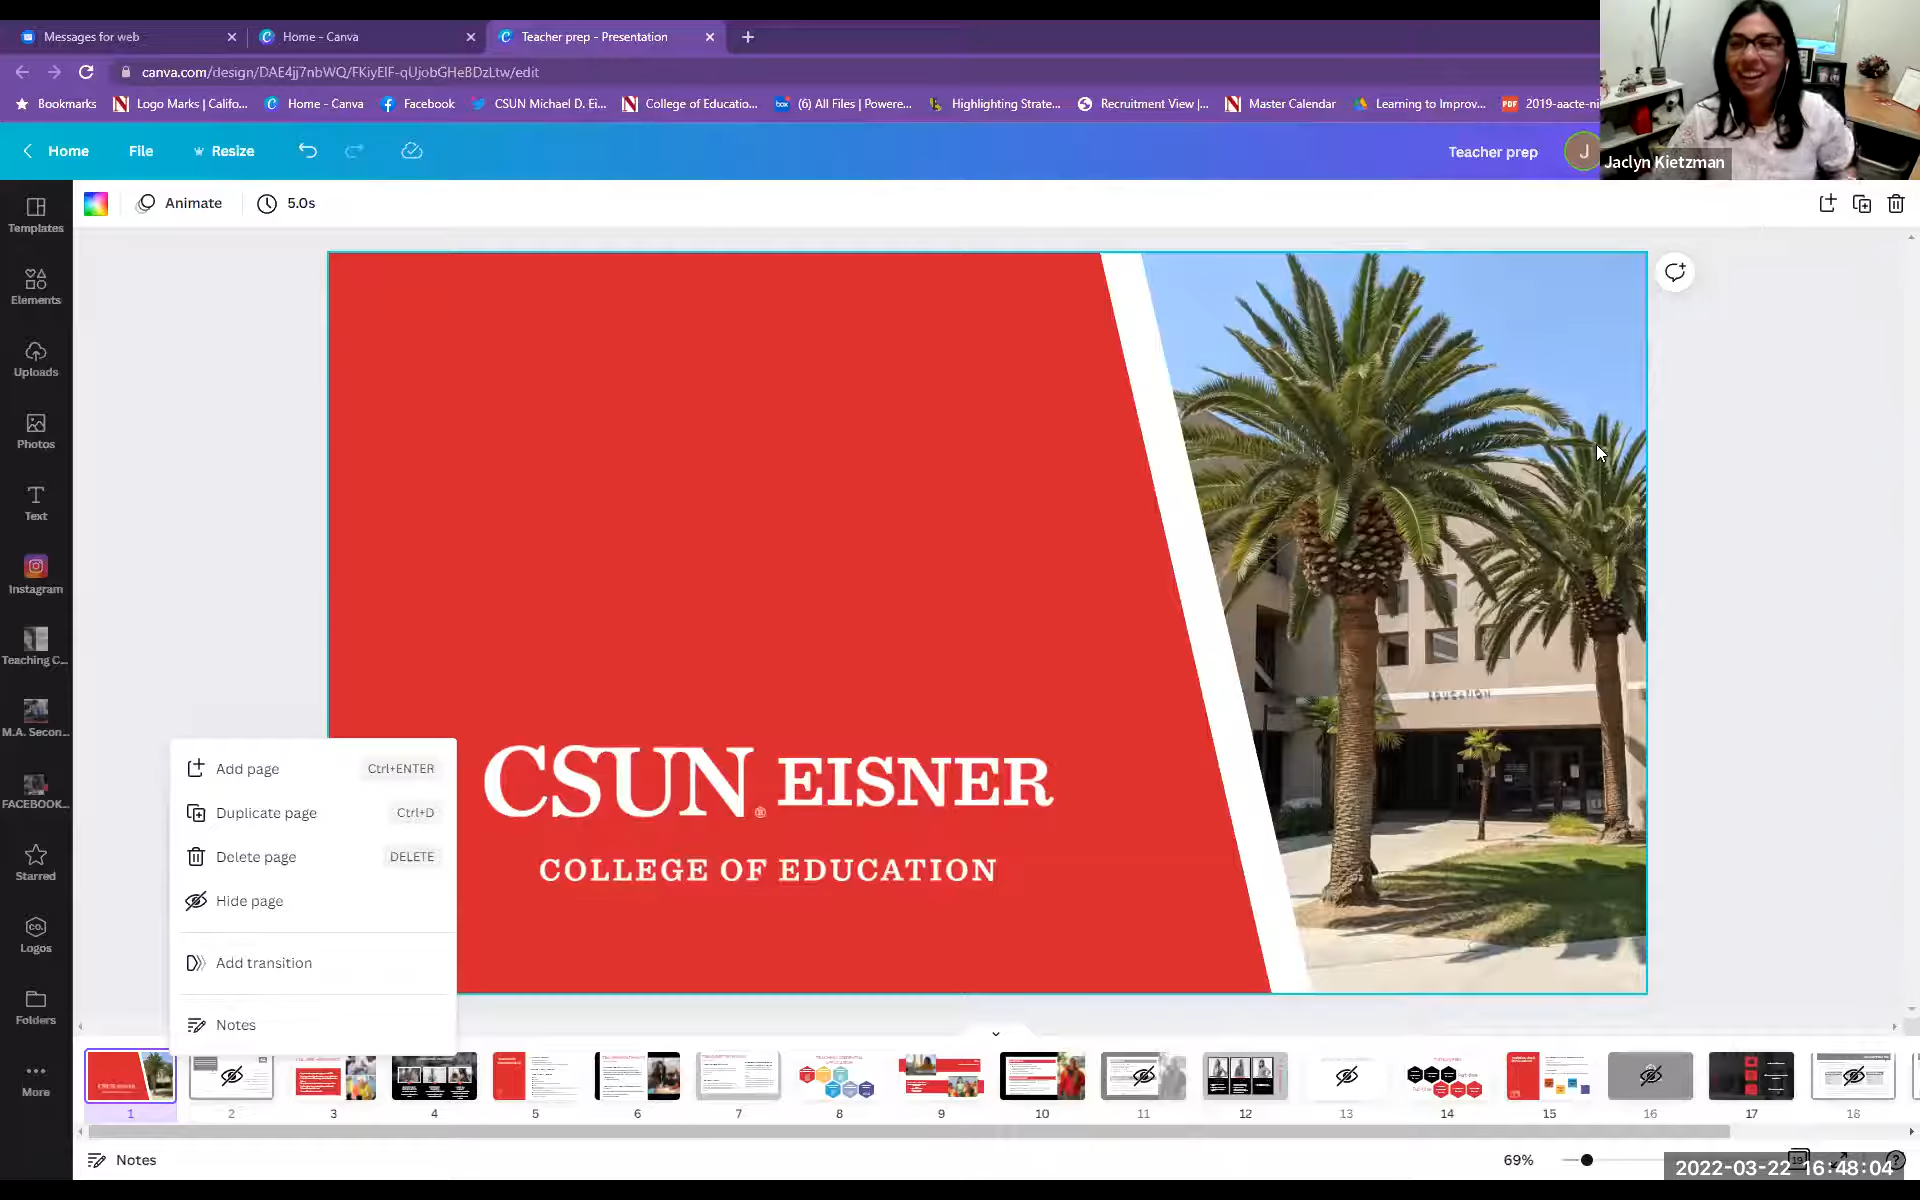 Messages for web
Home - Canva
Teacher prep - Presentation
canva.com/design/DAE4jj7nbWQ/FKiyEIF-qUjobGHeBDzLtw/edit
Bookmarks
Logo Marks | Califo...
Home - Canva
Facebook
CSUN Michael D. Ei...
College of Educatio...
(6) All Files | Powere...
Highlighting Strate...
Recruitment View |...
Master Calendar
Learning to Improv...
2019-aacte-ni
Home
File
Resize
Teacher prep
J
Jaclyn Kietzman
Animate
5.0s
Templates
Elements
Uploads
Photos
Text
Instagram
Teaching C...
M.A. Secon...
FACEBOOK...
Starred
Logos
Folders
More
EDUCATION
CSUN® EISNER
COLLEGE OF EDUCATION
Add page Ctrl+ENTER
Duplicate page Ctrl+D
Delete page DELETE
Hide page
Add transition
Notes
1 2 3 4 5 6 7 8 9 10 11 12 13 14 15 16 17 18
Notes
69%
19
2022-03-22 16:48:04